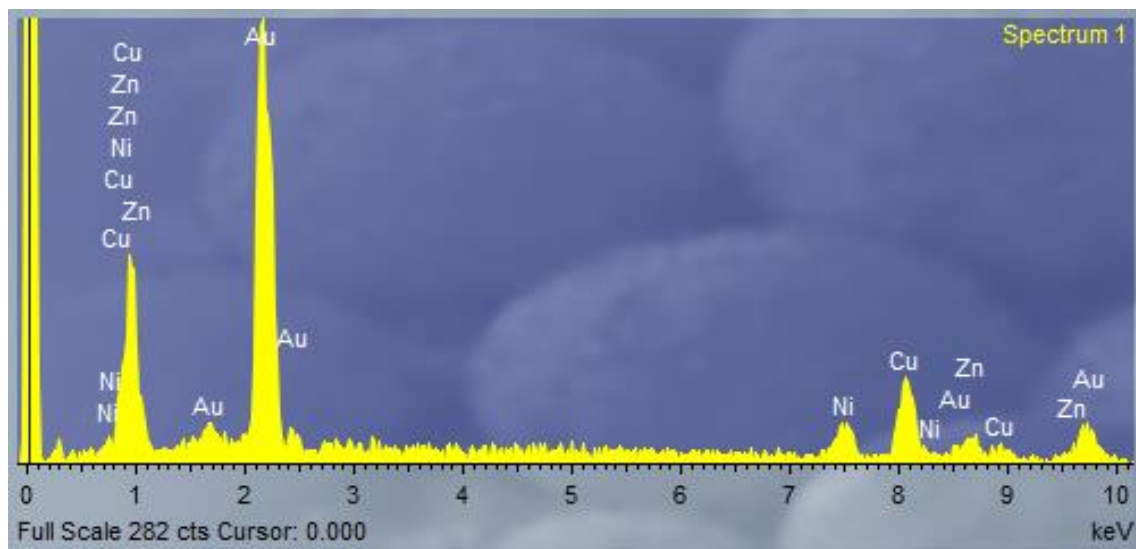 Spectrum 1
Au
Cu
Zn
Zn
Ni
Cu
Zn
Cu
Au
Ni
Ni
Au
Ni
Cu
Zn
Au
Ni
Cu
Au
Zn
0 1 2 3 4 5 6 7 8 9 10
Full Scale 282 cts Cursor: 0.000 keV